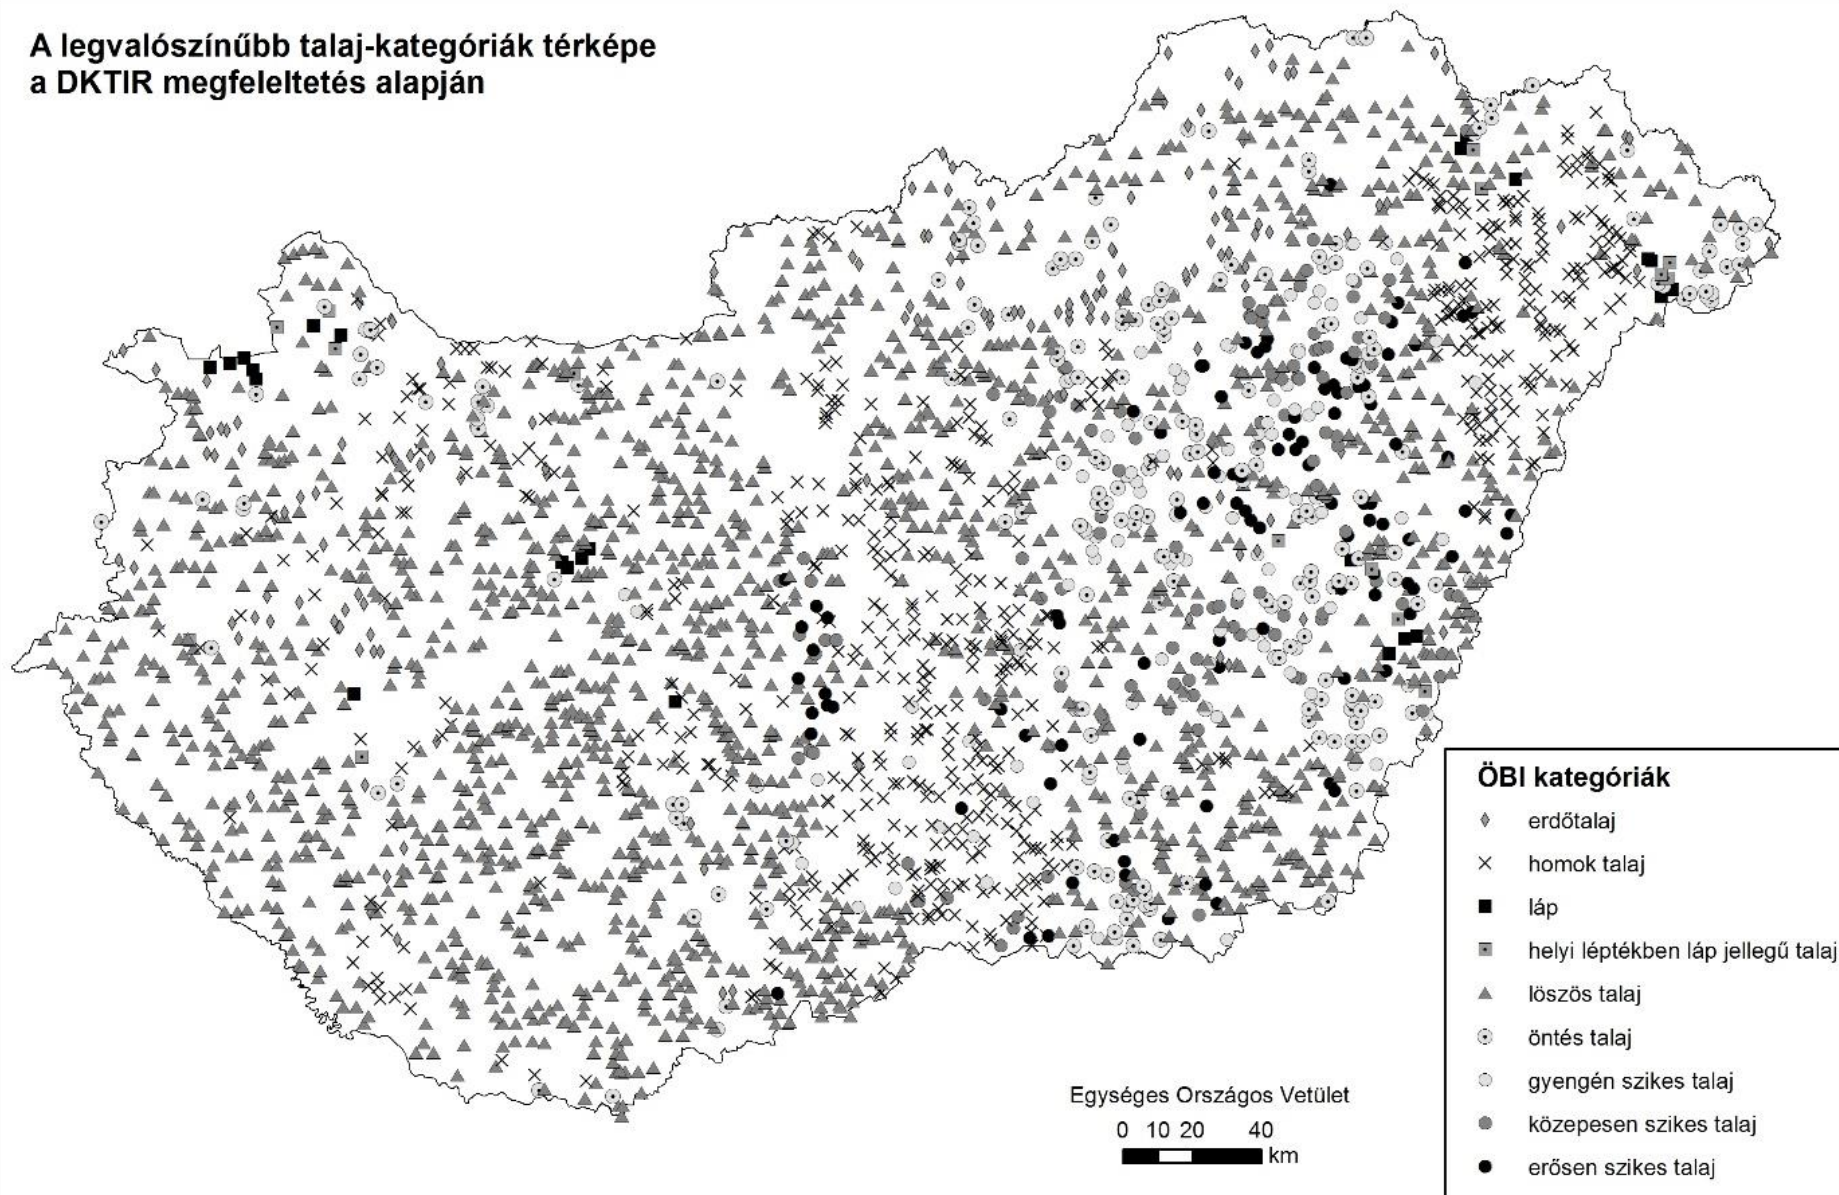 A legvalószínűbb talaj-kategóriák térképe
a DKTIR megfeleltetés alapján
Egységes Országos Vetület
0 10 20 40
km
ÖBI kategóriák
erdőtalaj
homok talaj
láp
helyi léptékben láp jellegű talaj
löszös talaj
öntés talaj
gyengén szikes talaj
közepesen szikes talaj
erősen szikes talaj